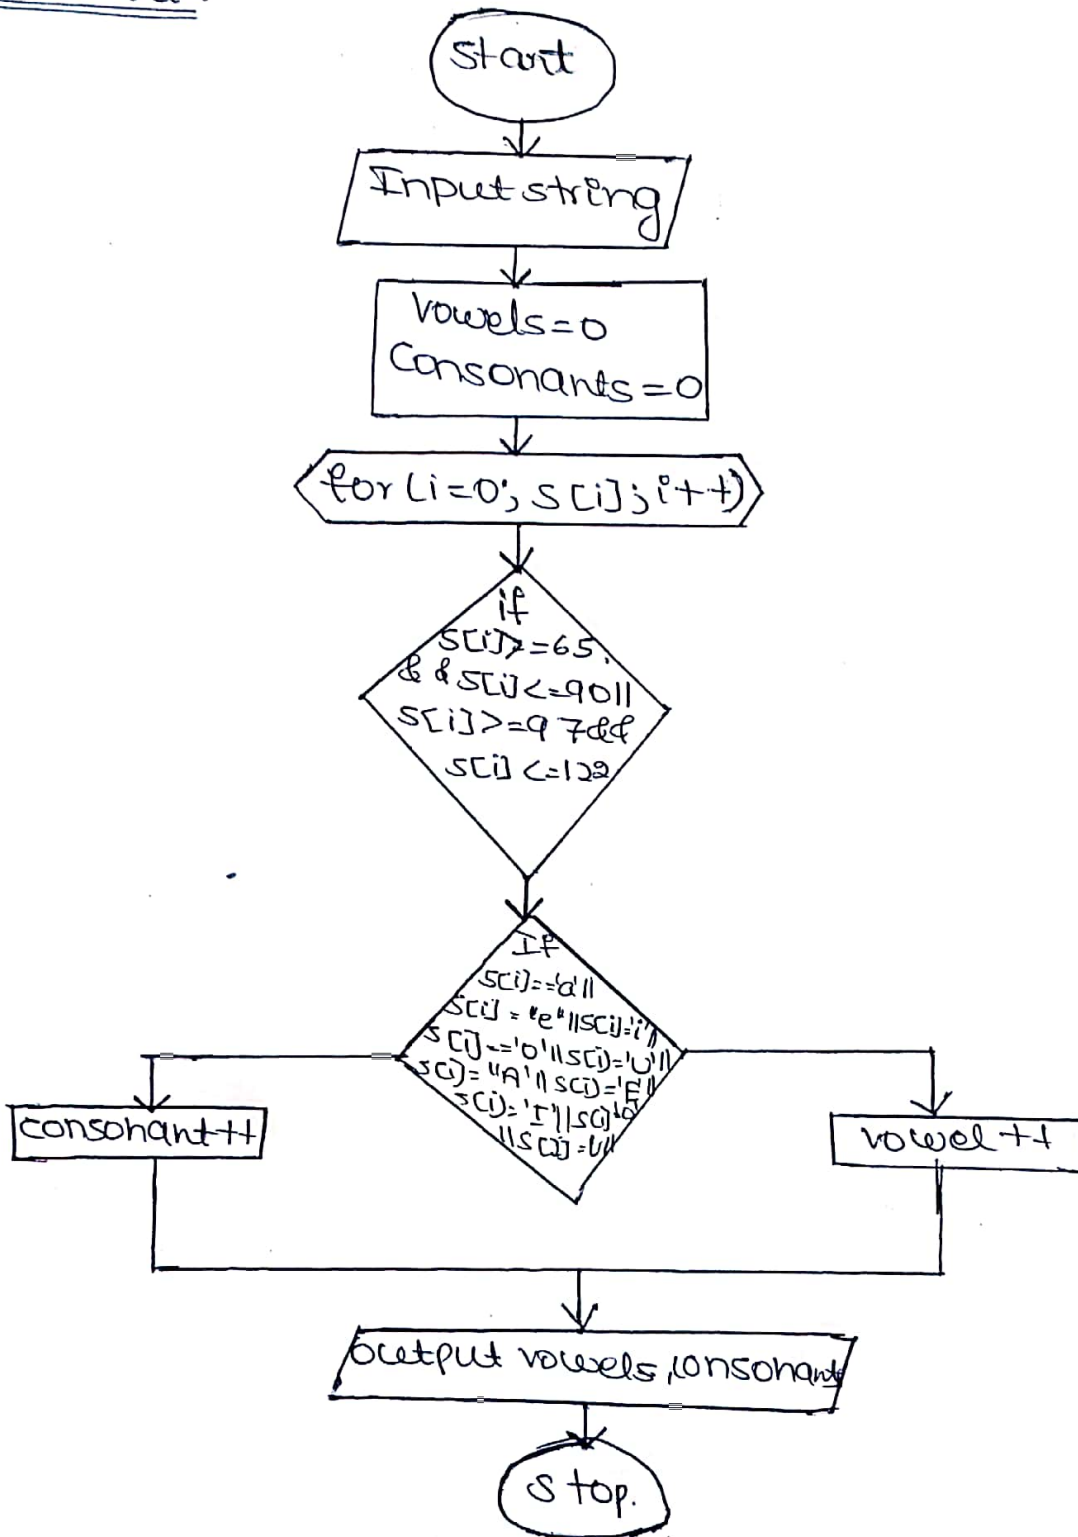 Start
Input string
Vowels=0
Consonants=0
for (i=0; s[i]; i++)
if
s[i]>=65
&& s[i]<=90||
s[i]>=97&&
s[i]<=122
If
s[i]=='a'||
s[i]="e"||s[i]='i'||
s[i]=='o'||s[i]='u'||
s[i]="A'||s[i]='E'||
s[i]='I'||s[i]'O'
||s[i]=U||
consonant++
vowel++
output vowels, consonants
Stop.